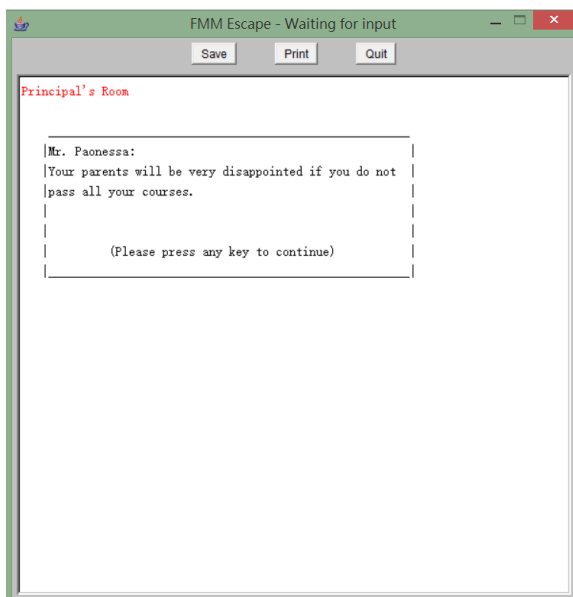 FMM Escape - Waiting for input
Save Print Quit
Principal's Room
Mr. Paonessa:
Your parents will be very disappointed if you do not
pass all your courses.
(Please press any key to continue)